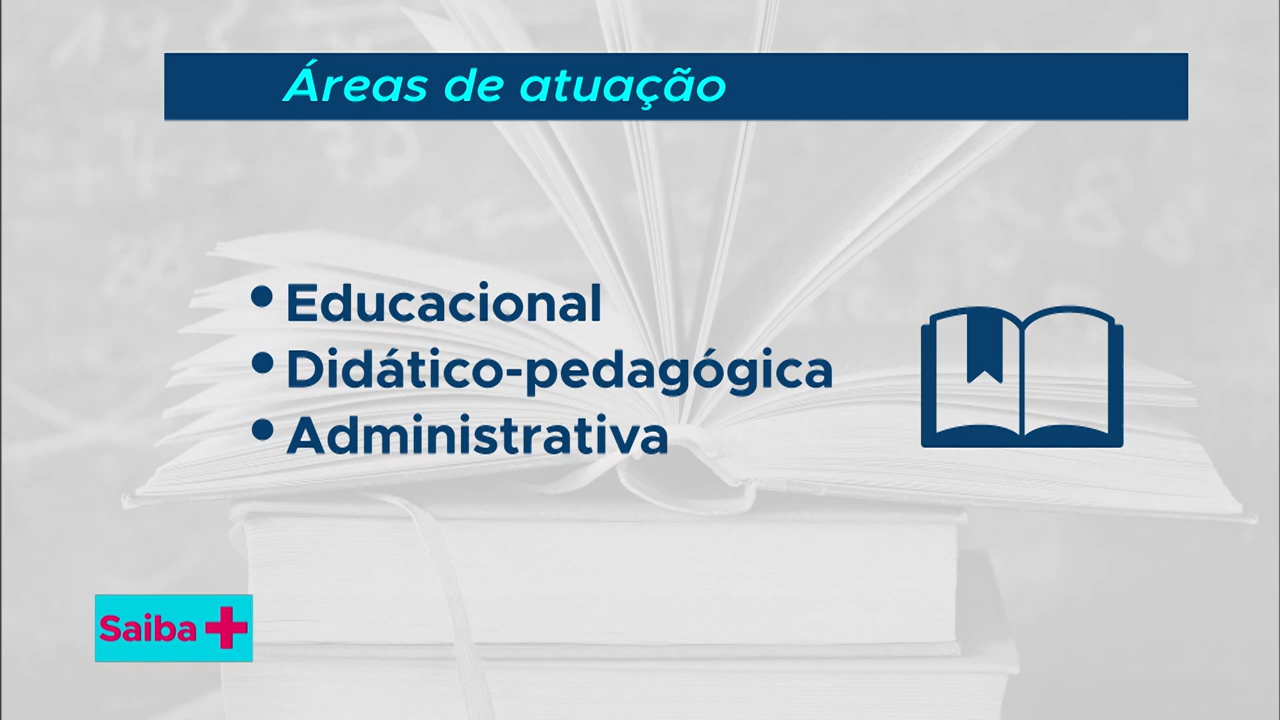 Áreas de atuação
• Educacional
• Didático-pedagógica
• Administrativa
Saiba+